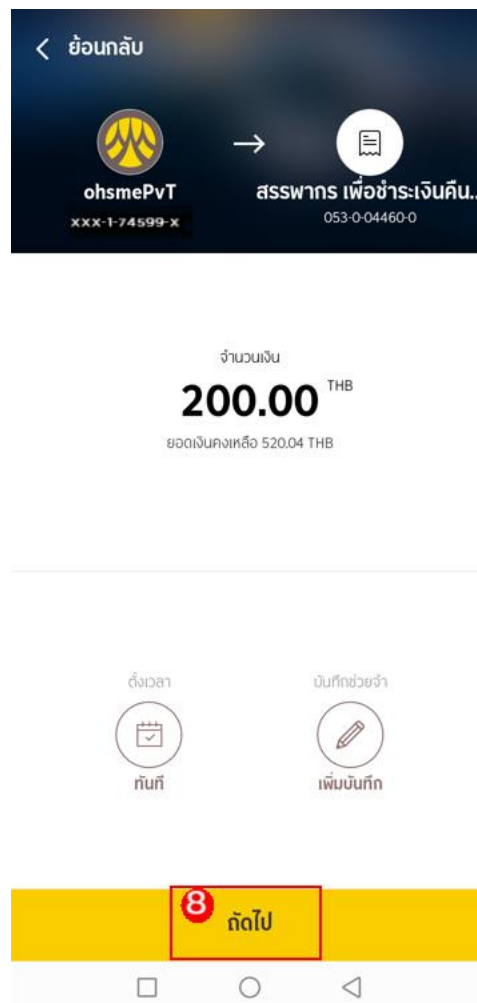 ย้อนกลับ
ohsmePvT
xxx-1-74599-x
สรรพากร เพื่อชำระเงินคืน..
053-0-04460-0
จำนวนเงิน
200.00 THB
ยอดเงินคงเหลือ 520.04 THB
ตั้งเวลา
บันทึกช่วยจำ
ทันที
เพิ่มบันทึก
8
ถัดไป